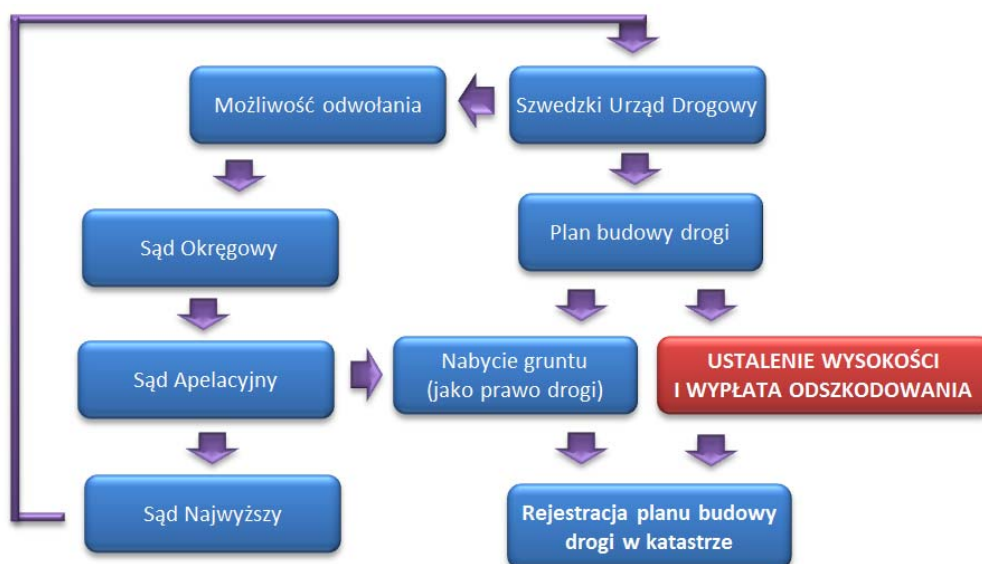 Możliwość odwołania
Szwedzki Urząd Drogowy
Sąd Okręgowy
Plan budowy drogi
Sąd Apelacyjny
Nabycie gruntu
(jako prawo drogi)
USTALENIE WYSOKOŚCI
I WYPŁATA ODSZKODOWANIA
Sąd Najwyższy
Rejestracja planu budowy
drogi w katastrze